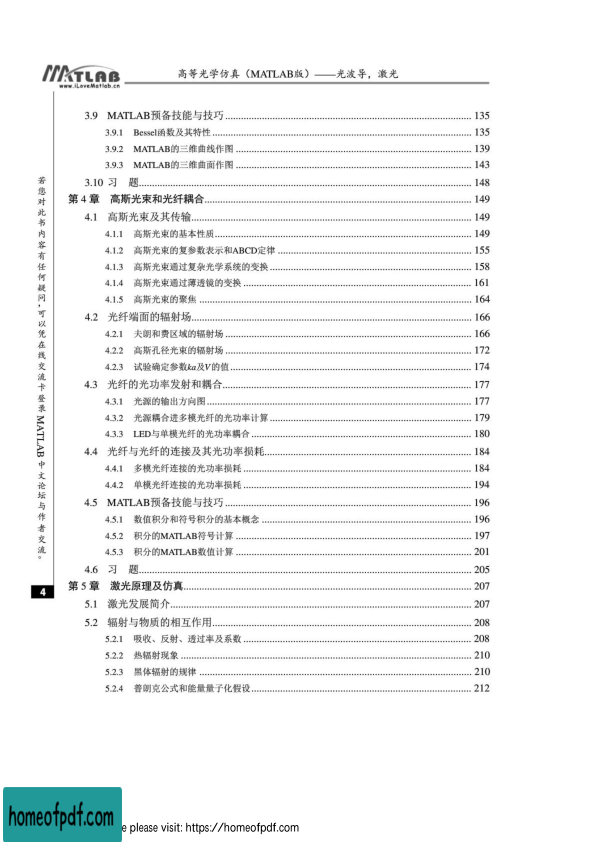 MATLAB
www.iLoveMatlab.cn
高等光学仿真（MATLAB版）——光波导，激光
3.9 MATLAB预备技能与技巧 135
3.9.1 Bessel函数及其特性 135
3.9.2 MATLAB的三维曲线作图 139
3.9.3 MATLAB的三维曲面作图 143
3.10 习 题 148
第 4 章 高斯光束和光纤耦合 149
4.1 高斯光束及其传输 149
4.1.1 高斯光束的基本性质 149
4.1.2 高斯光束的复参数表示和ABCD定律 155
4.1.3 高斯光束通过复杂光学系统的变换 158
4.1.4 高斯光束通过薄透镜的变换 161
4.1.5 高斯光束的聚焦 164
4.2 光纤端面的辐射场 166
4.2.1 夫朗和费区域的辐射场 166
4.2.2 高斯孔径光束的辐射场 172
4.2.3 试验确定参数ka及V的值 174
4.3 光纤的光功率发射和耦合 177
4.3.1 光源的输出方向图 177
4.3.2 光源耦合进多模光纤的光功率计算 179
4.3.3 LED与单模光纤的光功率耦合 180
4.4 光纤与光纤的连接及其光功率损耗 184
4.4.1 多模光纤连接的光功率损耗 184
4.4.2 单模光纤连接的光功率损耗 194
4.5 MATLAB预备技能与技巧 196
4.5.1 数值积分和符号积分的基本概念 196
4.5.2 积分的MATLAB符号计算 197
4.5.3 积分的MATLAB数值计算 201
4.6 习 题 205
第 5 章 激光原理及仿真 207
5.1 激光发展简介 207
5.2 辐射与物质的相互作用 208
5.2.1 吸收、反射、透过率及系数 208
5.2.2 热辐射现象 210
5.2.3 黑体辐射的规律 210
5.2.4 普朗克公式和能量量子化假设 212
若您对此书内容有任何疑问，可以凭在线交流卡登录MATLAB中文论坛与作者交流。
4
homeofpdf.com
e please visit: https://homeofpdf.com